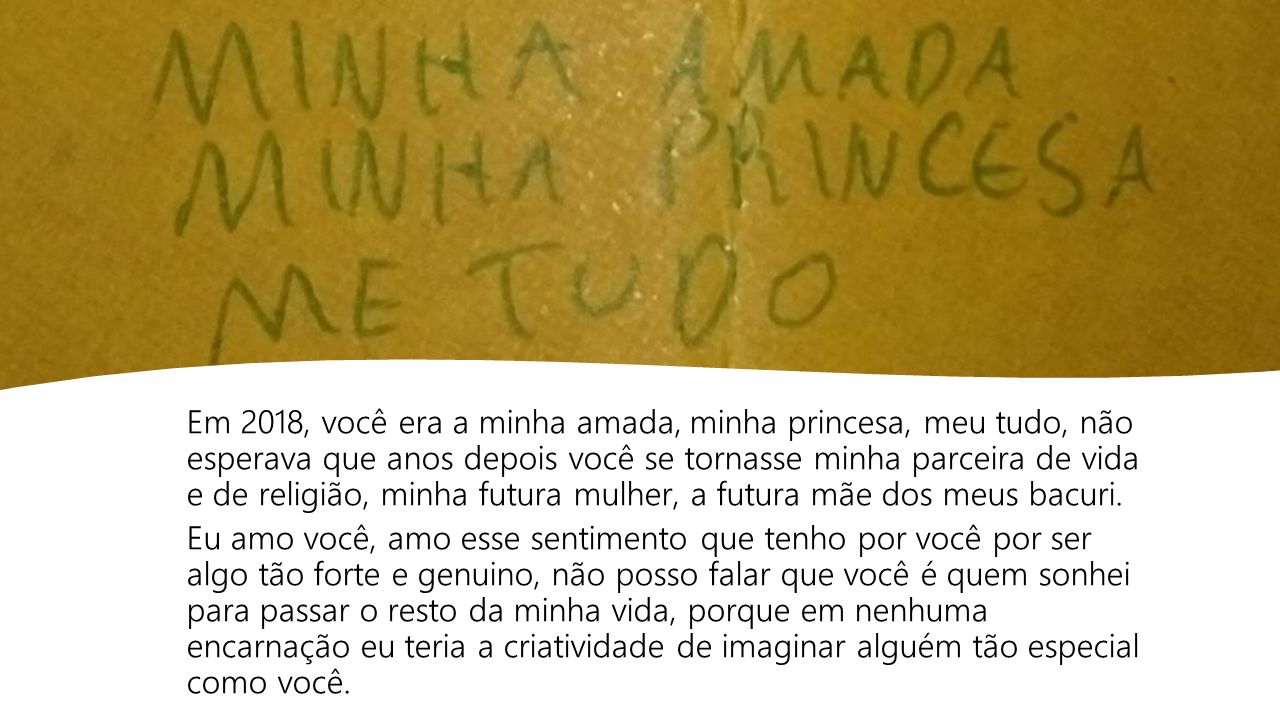 MINHA AMADA
MINHA PRINCESA
ME TUDO
Em 2018, você era a minha amada, minha princesa, meu tudo, não
esperava que anos depois você se tornasse minha parceira de vida
e de religião, minha futura mulher, a futura mãe dos meus bacuri.
Eu amo você, amo esse sentimento que tenho por você por ser
algo tão forte e genuino, não posso falar que você é quem sonhei
para passar o resto da minha vida, porque em nenhuma
encarnação eu teria a criatividade de imaginar alguém tão especial
como você.